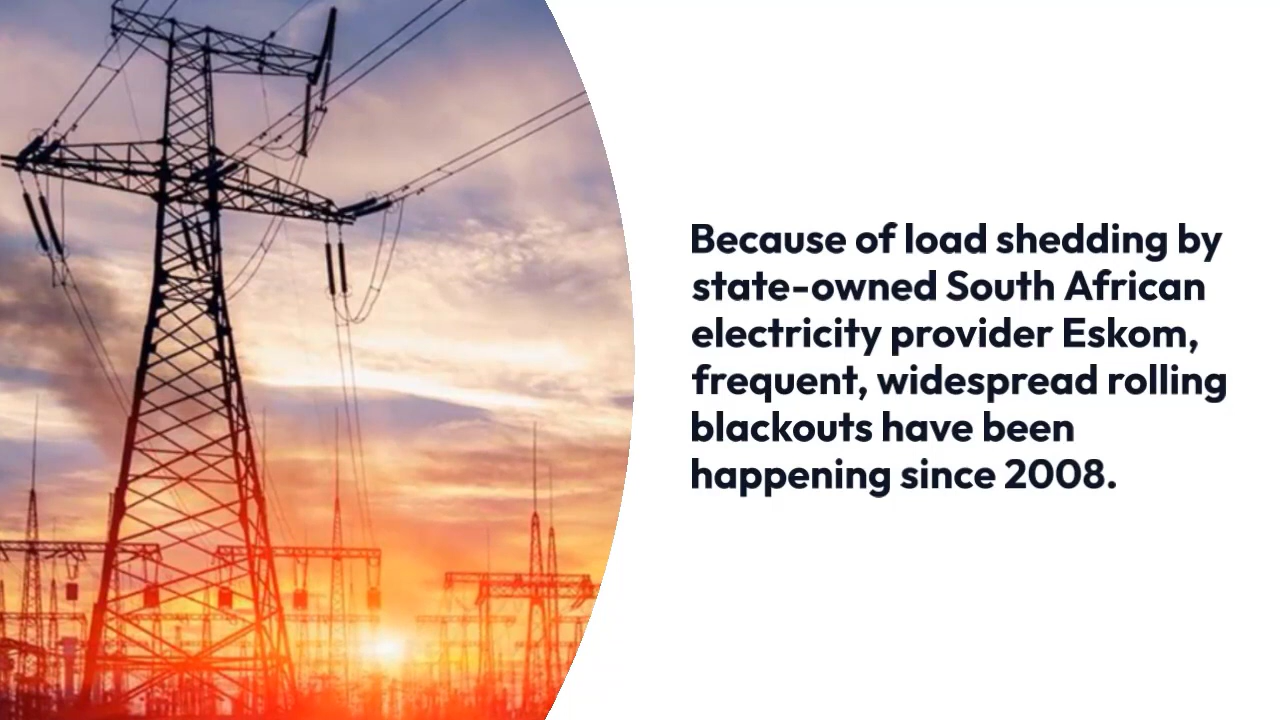 Because of load shedding by
state-owned South African
electricity provider Eskom,
frequent, widespread rolling
blackouts have been
happening since 2008.